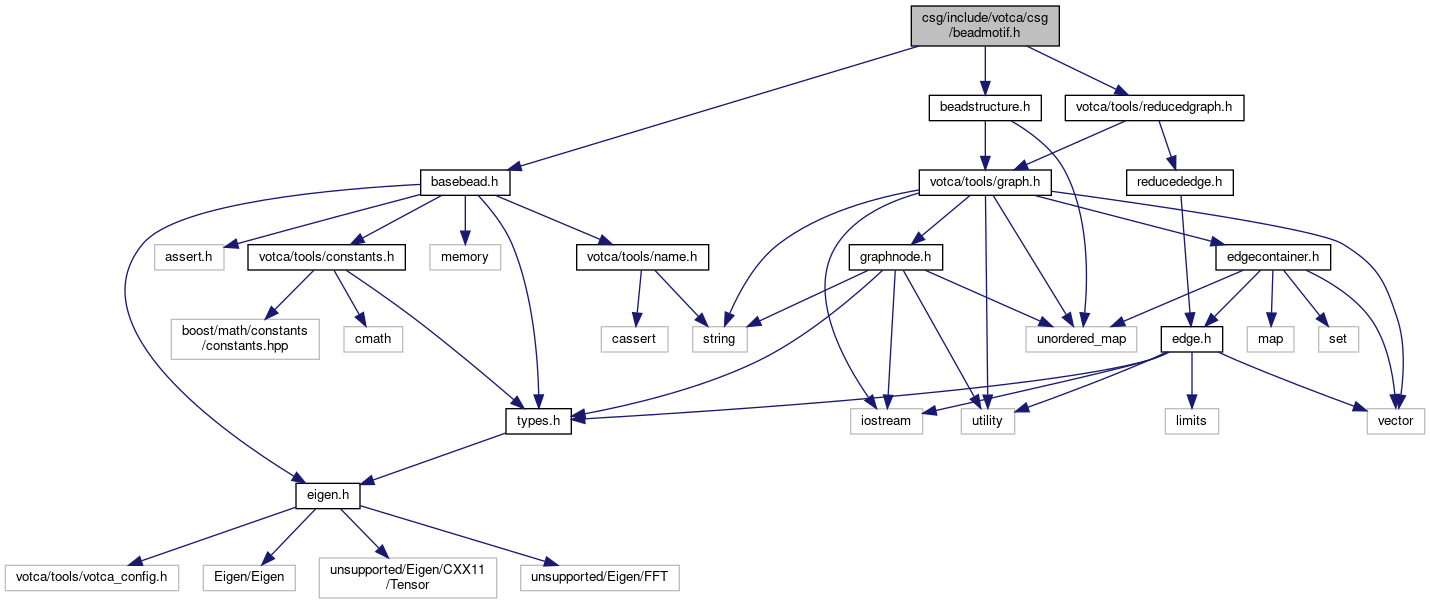 csg/include/votca/csg
/beadmotif.h
beadstructure.h
votca/tools/reducedgraph.h
basebead.h
votca/tools/graph.h
reducededge.h
assert.h
votca/tools/constants.h
memory
votca/tools/name.h
graphnode.h
edgecontainer.h
boost/math/constants
/constants.hpp
cmath
cassert
string
unordered_map
edge.h
map
set
types.h
iostream
utility
limits
vector
eigen.h
votca/tools/votca_config.h
Eigen/Eigen
unsupported/Eigen/CXX11
/Tensor
unsupported/Eigen/FFT